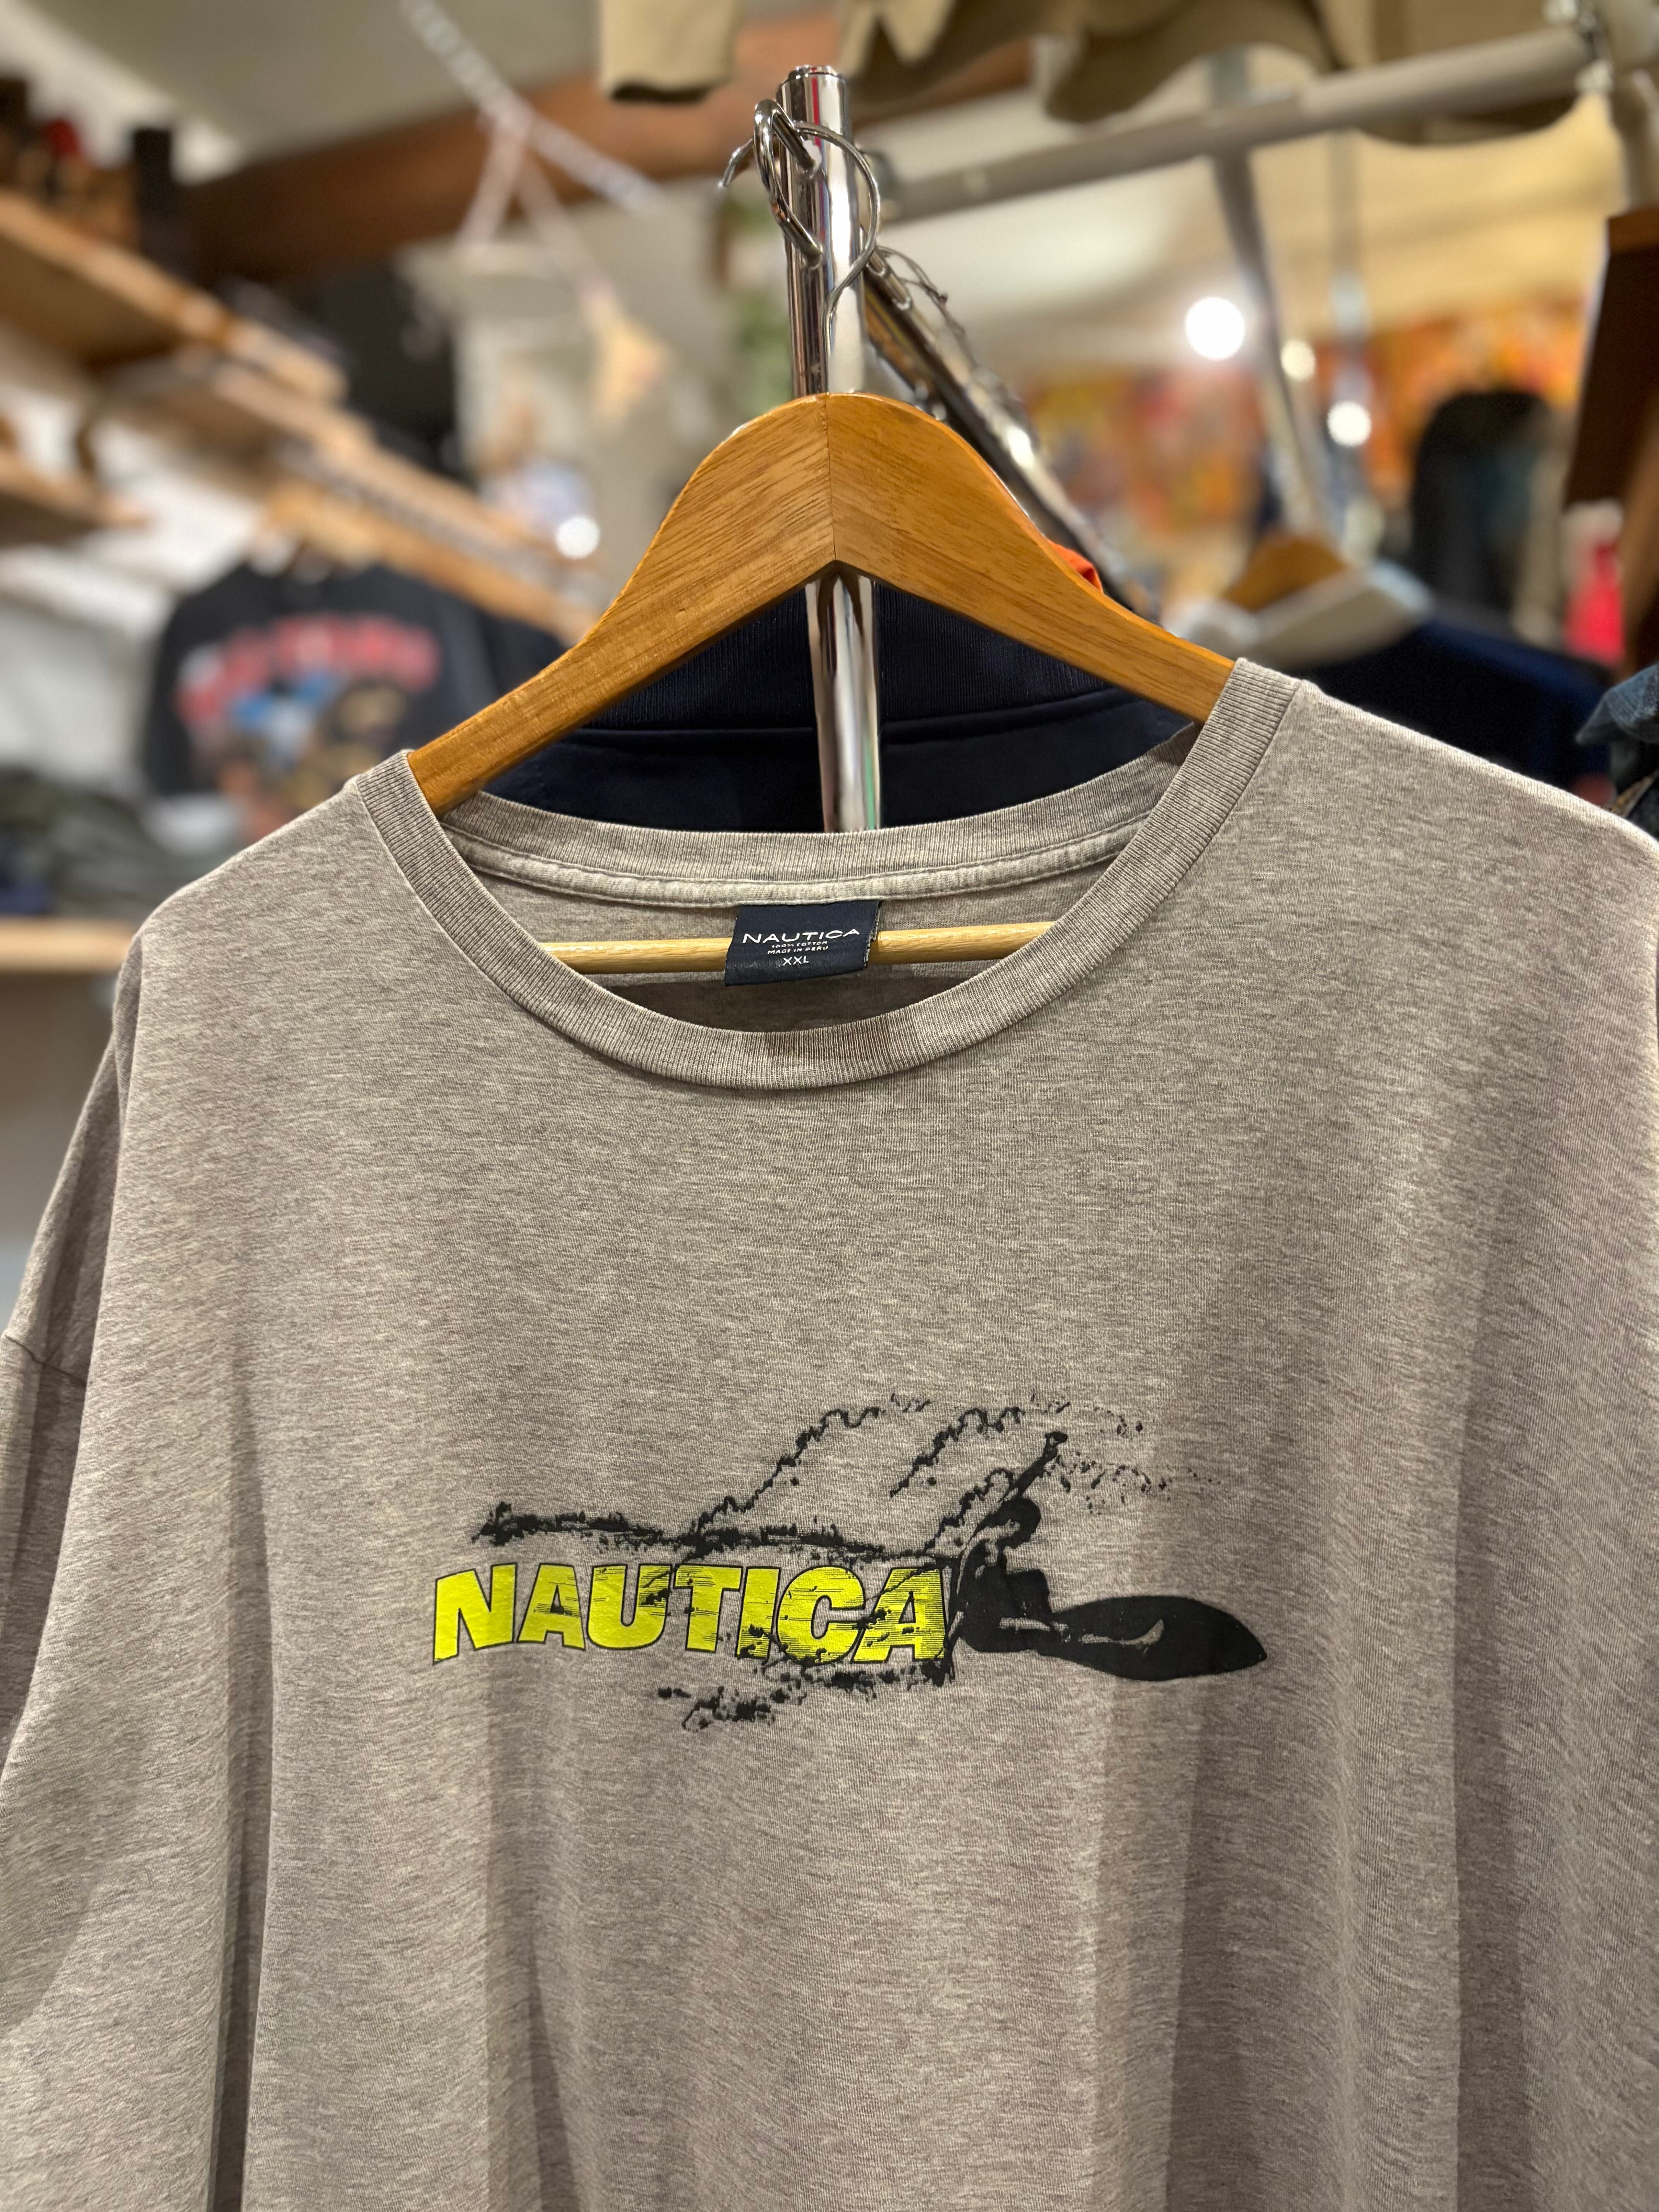 NAUTICA
100% COTTON
MADE IN PERU
XXL
NAUTICA